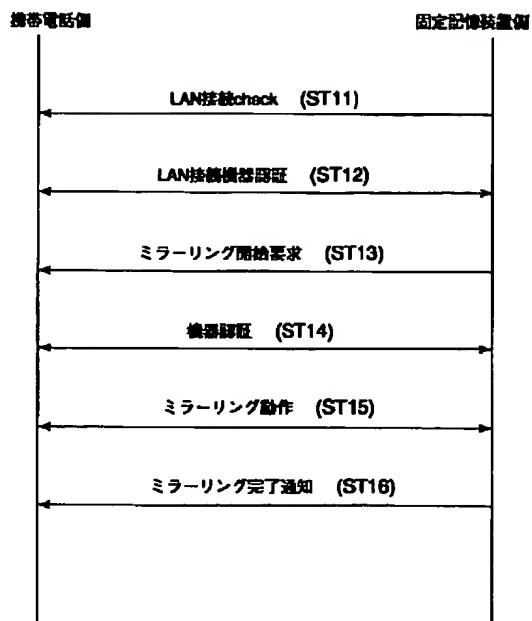 携帯電話側
固定記憶装置側
LAN接続check (ST11)
LAN接続機器認証 (ST12)
ミラーリング開始要求 (ST13)
機器認証 (ST14)
ミラーリング動作 (ST15)
ミラーリング完了通知 (ST16)